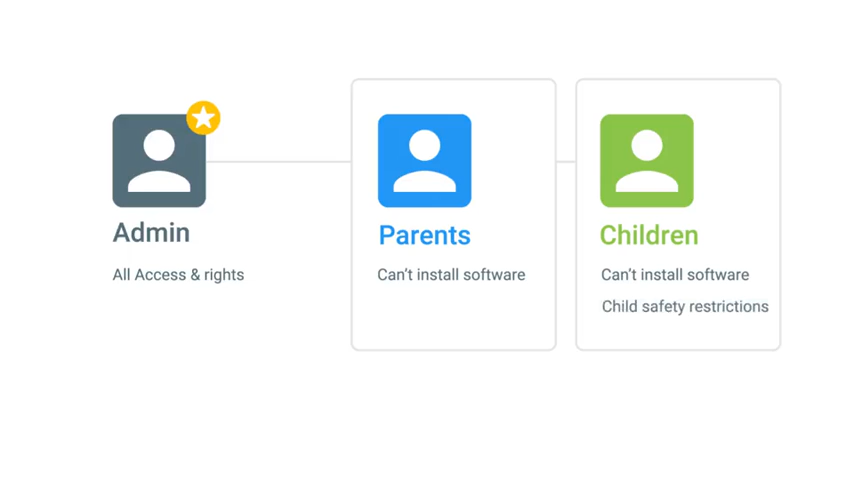 Admin
All Access & rights
Parents
Can't install software
Children
Can't install software
Child safety restrictions